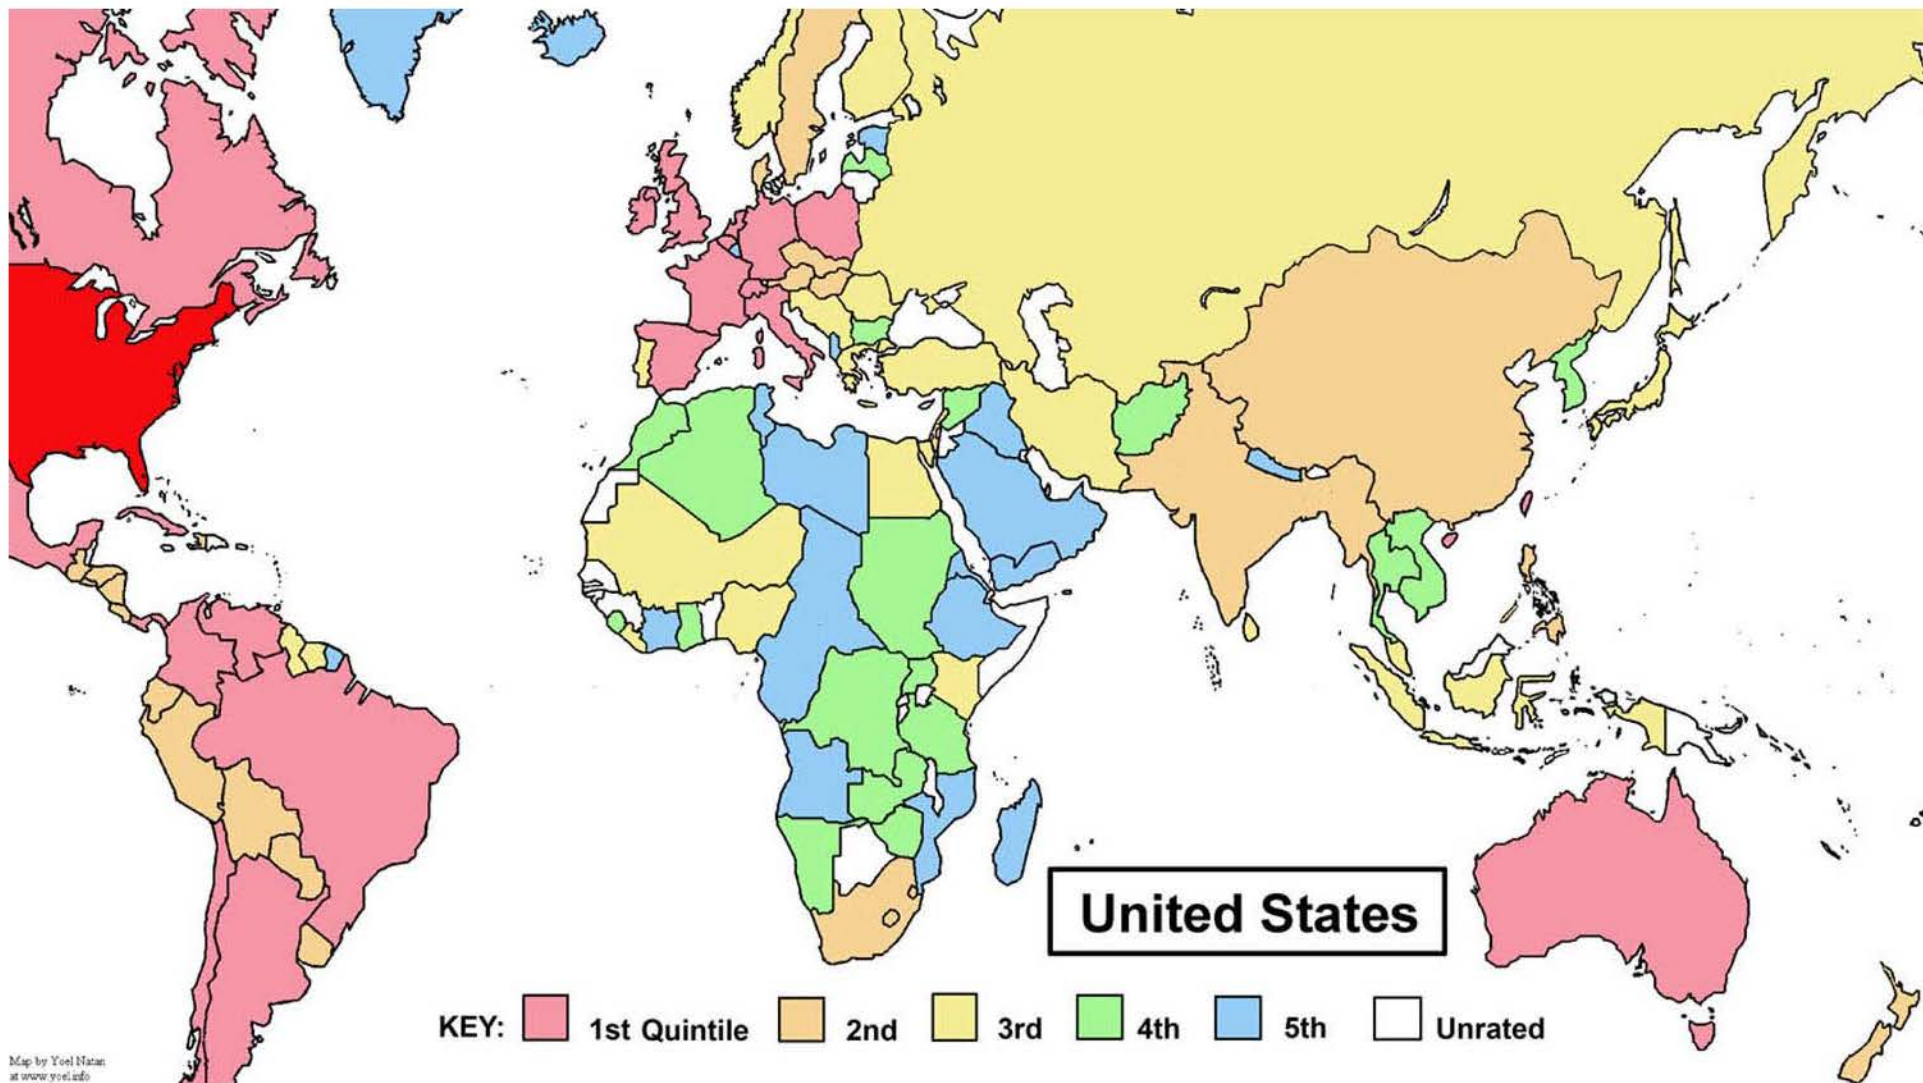 United States
KEY: 1st Quintile 2nd 3rd 4th 5th Unrated
Map by Yoel Natan
at www.yoel.info